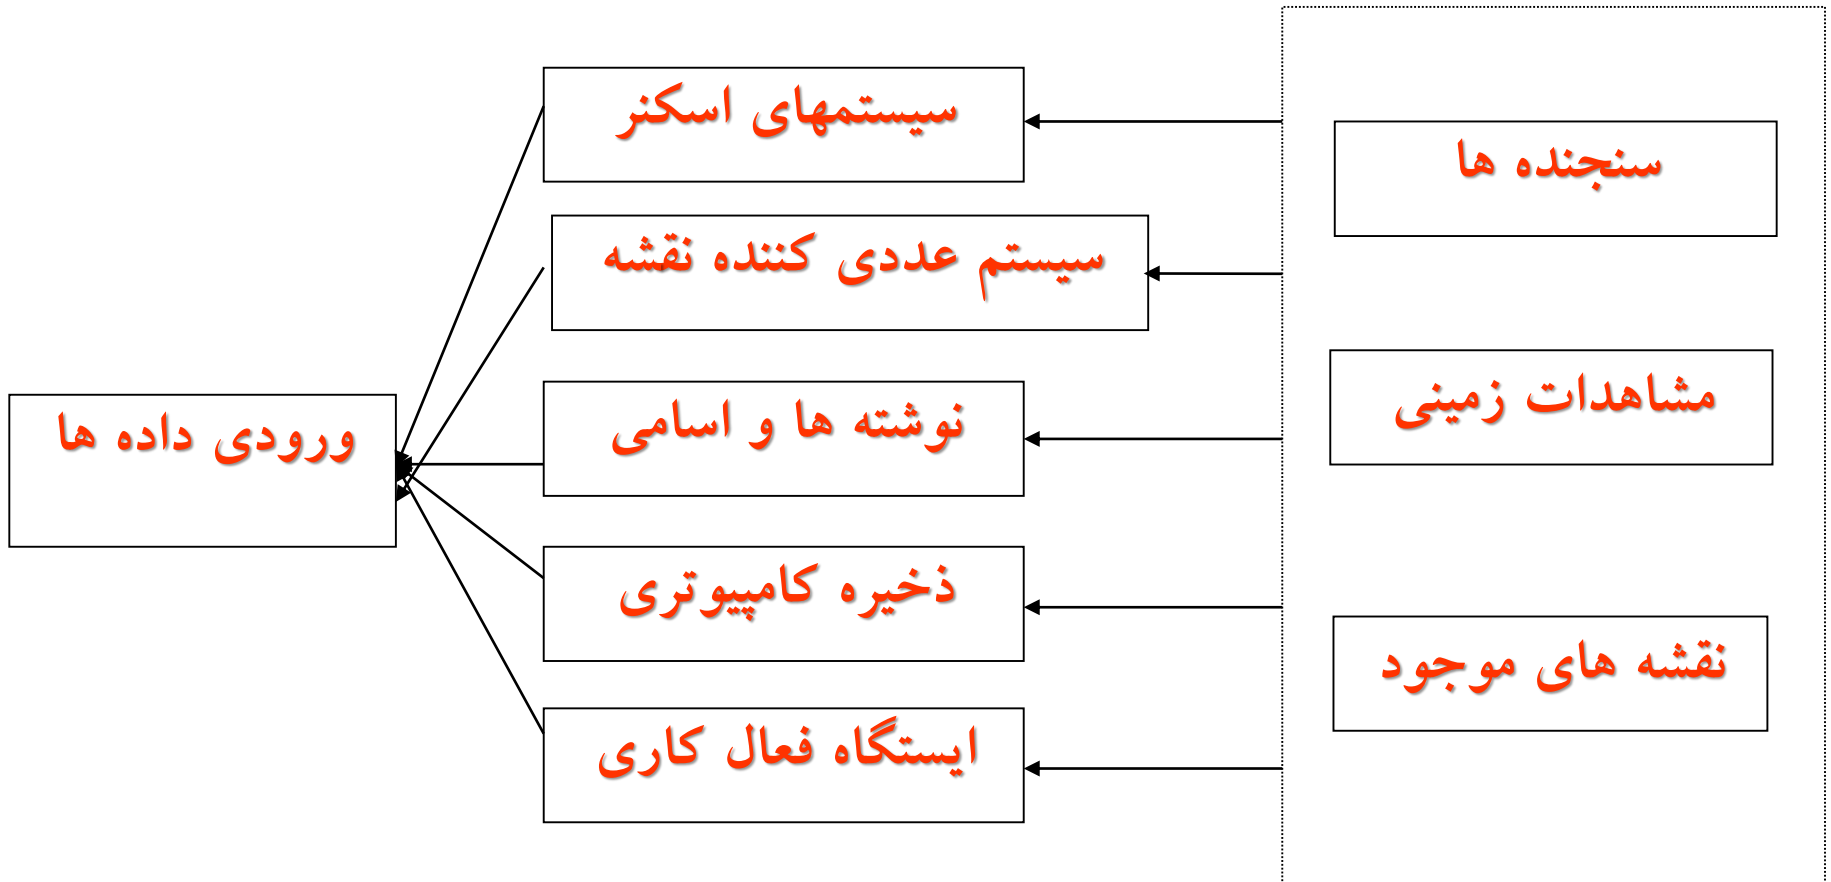 سنجنده ها
مشاهدات زمینی
نقشه های موجود
سیستمهای اسکنر
سیستم عددی کننده نقشه
نوشته ها و اسامی
ذخیره کامپیوتری
ایستگاه فعال کاری
ورودی داده ها